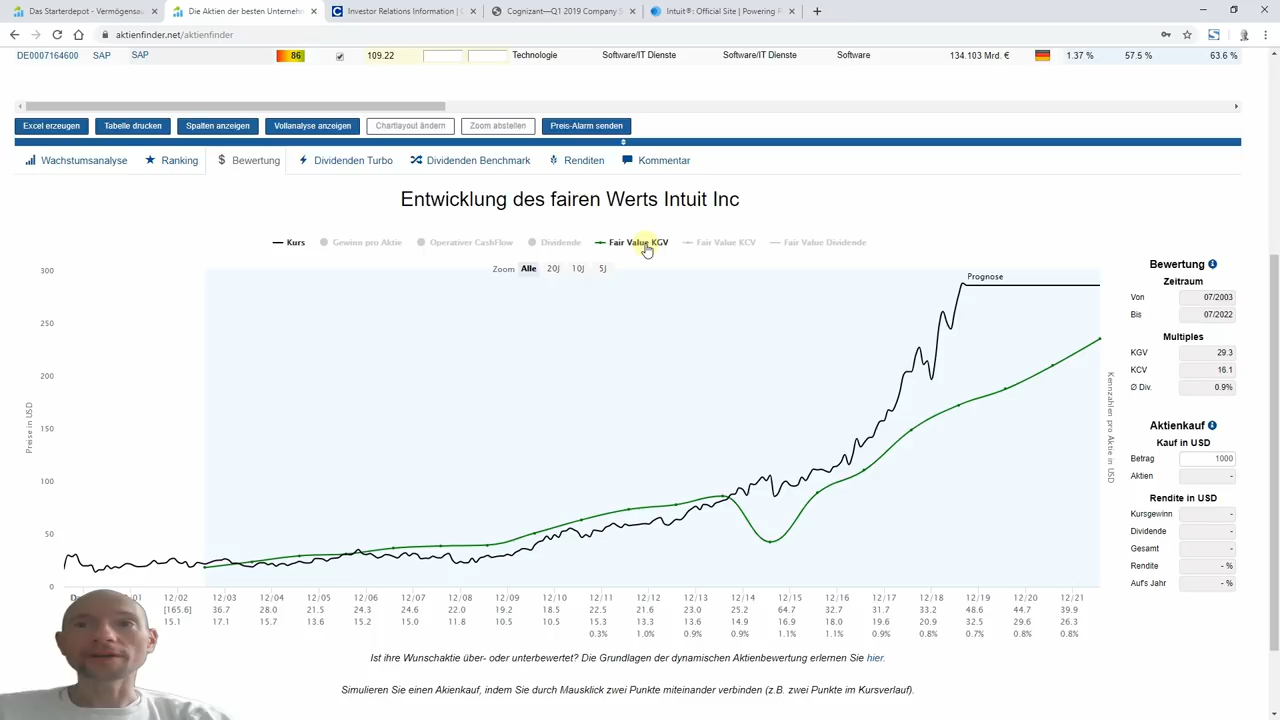 Das Starterdepot - Vermögensau
Die Aktien der besten Unternehm
Investor Relations Information |
Cognizant—Q1 2019 Company S
Intuit®: Official Site | Powering P
aktienfinder.net/aktienfinder
DE0007164600 SAP SAP 86 109.22 Technologie Software/IT Dienste Software/IT Dienste Software 134.103 Mrd. € 1.37 % 57.5 % 63.6 %
Excel erzeugen Tabelle drucken Spalten anzeigen Vollanalyse anzeigen Chartlayout ändern Zoom abstellen Preis-Alarm senden
Wachstumsanalyse Ranking Bewertung Dividenden Turbo Dividenden Benchmark Renditen Kommentar
Entwicklung des fairen Werts Intuit Inc
Kurs Gewinn pro Aktie Operativer CashFlow Dividende Fair Value KGV Fair Value KCV Fair Value Dividende
Zoom Alle 20J 10J 5J
Prognose
300
250
200
150
100
50
0
Preise in USD
Kennzahlen pro Aktie in USD
12/02 12/03 12/04 12/05 12/06 12/07 12/08 12/09 12/10 12/11 12/12 12/13 12/14 12/15 12/16 12/17 12/18 12/19 12/20 12/21
[165.6] 36.7 28.0 21.5 24.3 24.6 22.0 19.2 18.5 22.5 21.6 23.0 25.2 64.7 32.7 31.7 33.2 48.6 44.7 39.9
15.1 17.1 15.7 13.6 15.2 15.0 11.8 10.5 10.5 15.3 13.3 13.6 14.9 16.9 18.0 19.6 20.9 32.5 29.6 26.3
0.3% 1.0% 0.9% 0.9% 1.1% 1.1% 0.9% 0.8% 0.7% 0.8% 0.8%
Bewertung
Zeitraum
Von 07/2003
Bis 07/2022
Multiples
KGV 29.3
KCV 16.1
Ø Div. 0.9%
Aktienkauf
Kauf in USD
Betrag 1000
Aktien -
Rendite in USD
Kursgewinn -
Dividende -
Gesamt -
Rendite - %
Auf's Jahr - %
Ist ihre Wunschaktie über- oder unterbewertet? Die Grundlagen der dynamischen Aktienbewertung erlernen Sie hier.
Simulieren Sie einen Aktienkauf, indem Sie durch Mausklick zwei Punkte miteinander verbinden (z.B. zwei Punkte im Kursverlauf).